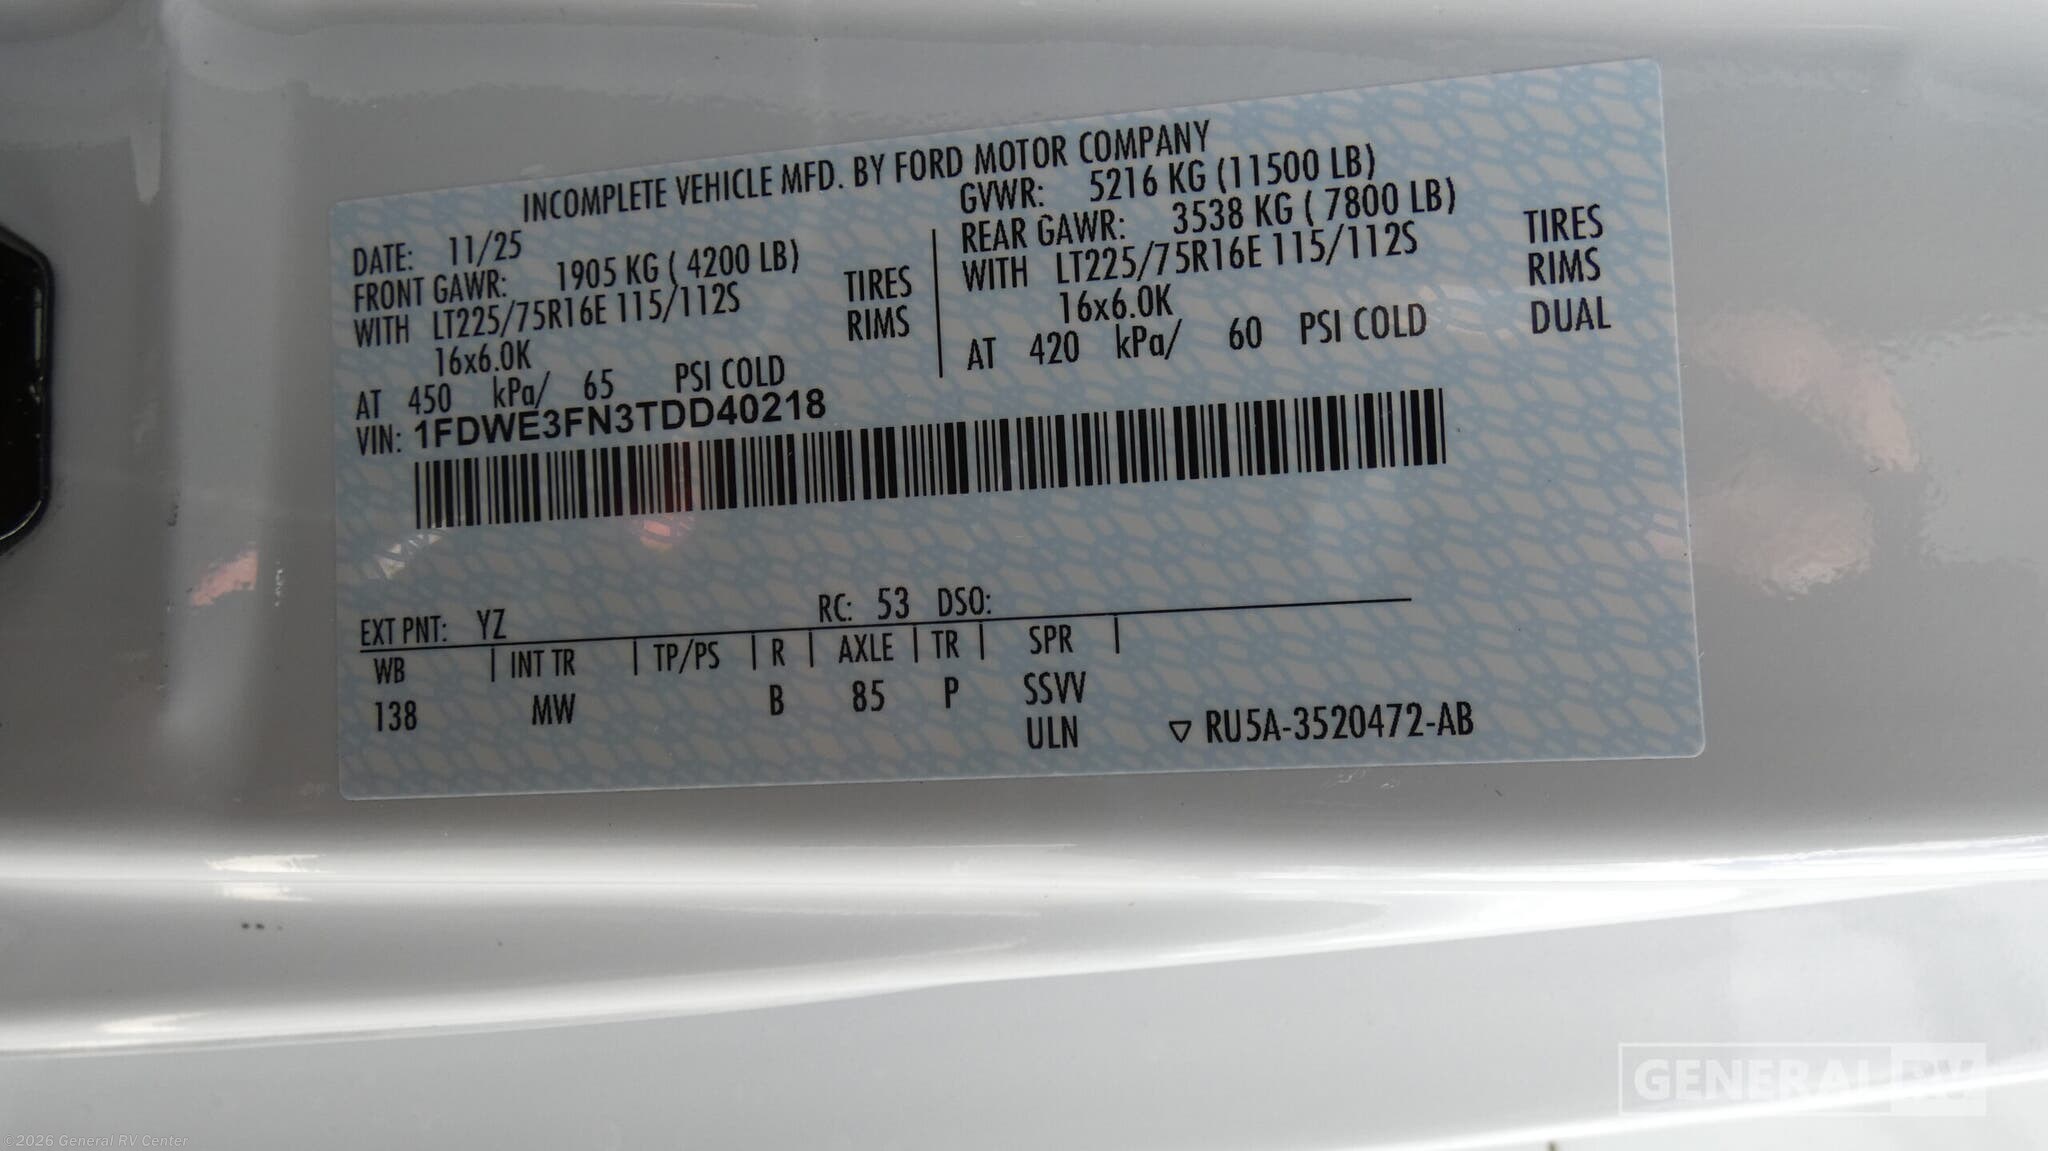 INCOMPLETE VEHICLE MFD. BY FORD MOTOR COMPANY
DATE: 11/25
FRONT GAWR: 1905 KG ( 4200 LB)
WITH LT225/75R16E 115/112S TIRES
16x6.0K RIMS
AT 450 kPa/ 65 PSI COLD
GVWR: 5216 KG (11500 LB)
REAR GAWR: 3538 KG ( 7800 LB)
WITH LT225/75R16E 115/112S TIRES
16x6.0K RIMS
AT 420 kPa/ 60 PSI COLD DUAL
VIN: 1FDWE3FN3TDD40218
EXT PNT: YZ RC: 53 DSO:
WB | INT TR | TP/PS | R | AXLE | TR | SPR |
138 MW B 85 P SSVV
ULN ▽ RU5A-3520472-AB
GENERAL RV
©2026 General RV Center